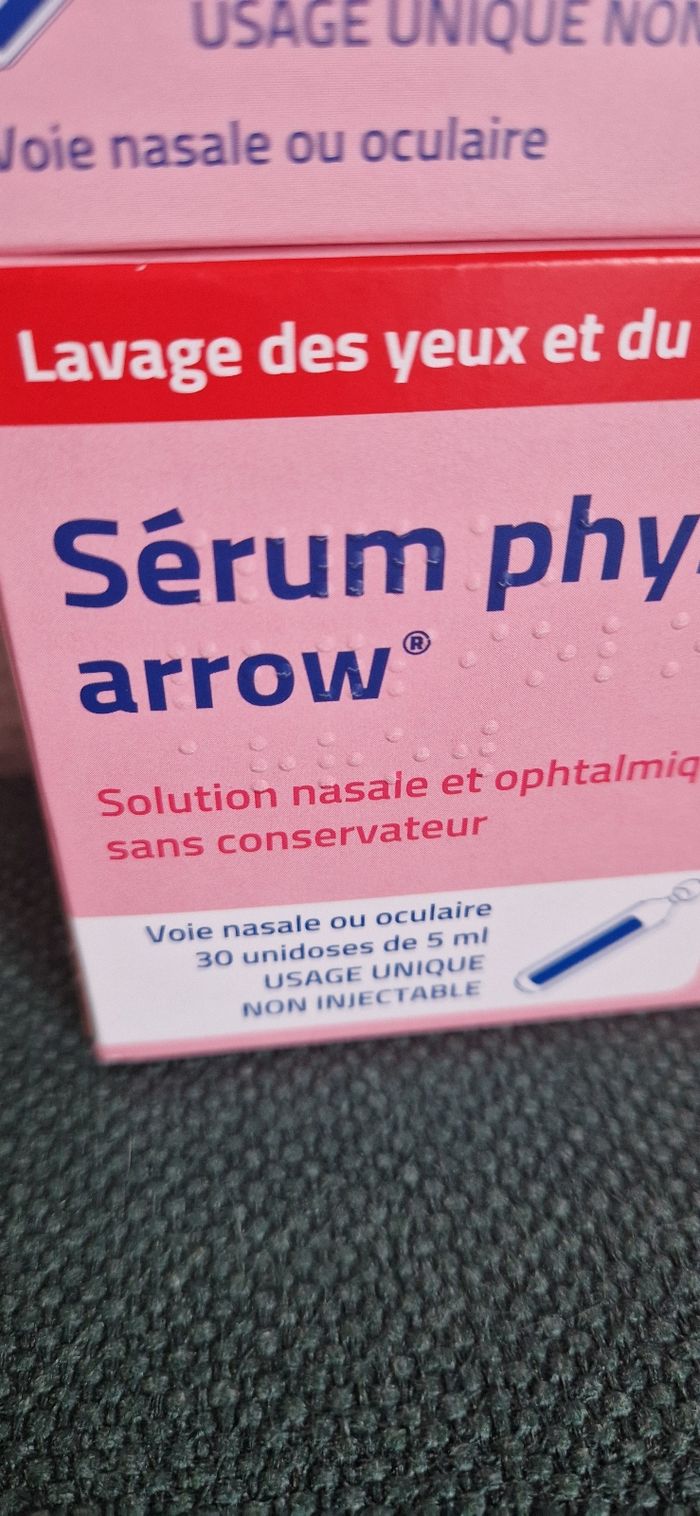 USAGE UNIQUE NON
Voie nasale ou oculaire
Lavage des yeux et du
Sérum phy
arrow®
Solution nasale et ophtalmiq
sans conservateur
Voie nasale ou oculaire
30 unidoses de 5 ml
USAGE UNIQUE
NON INJECTABLE